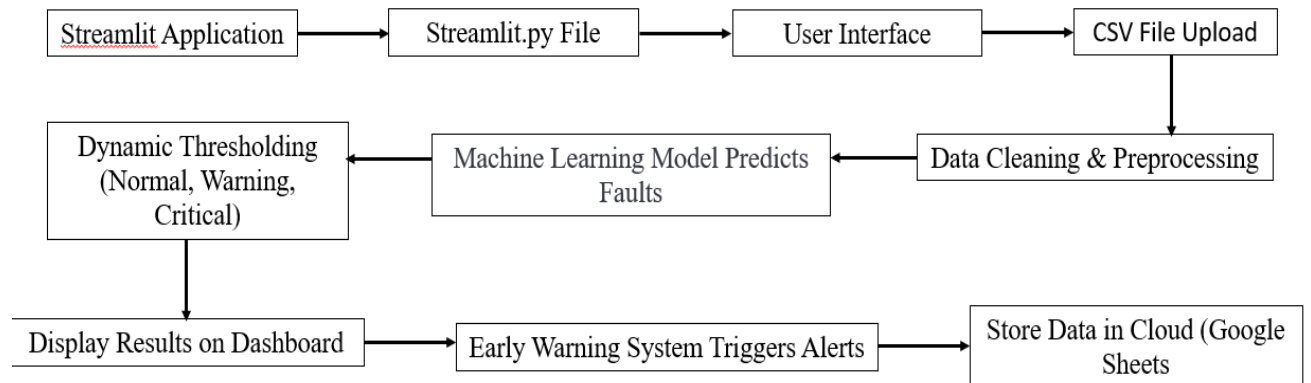 Streamlit Application
Streamlit.py File
User Interface
CSV File Upload
Dynamic Thresholding
(Normal, Warning,
Critical)
Machine Learning Model Predicts
Faults
Data Cleaning & Preprocessing
Display Results on Dashboard
Early Warning System Triggers Alerts
Store Data in Cloud (Google
Sheets